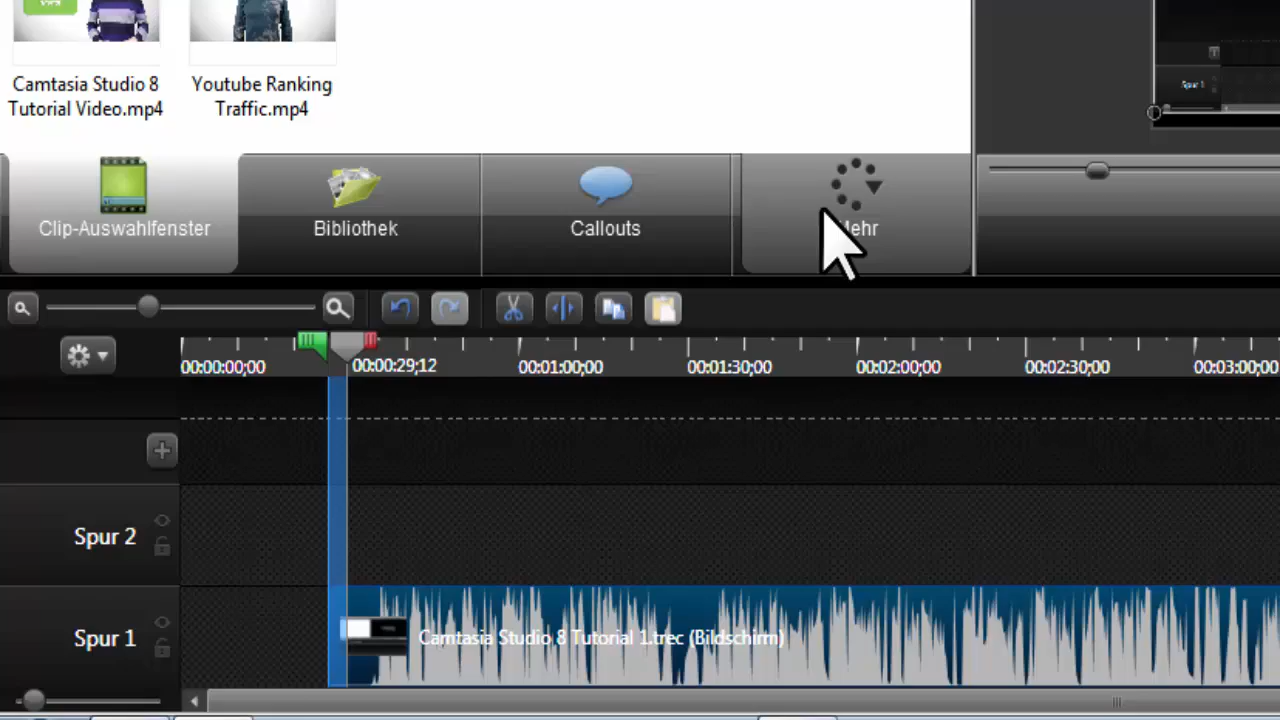 Spur 1
Camtasia Studio 8
Tutorial Video.mp4
Youtube Ranking
Traffic.mp4
Clip-Auswahlfenster
Bibliothek
Callouts
00:00:00;00
00:00:29;12
00:01:00;00
00:01:30;00
00:02:00;00
00:02:30;00
00:03:00;00
Spur 2
Spur 1
Camtasia Studio 8 Tutorial 1.trec (Bildschirm)